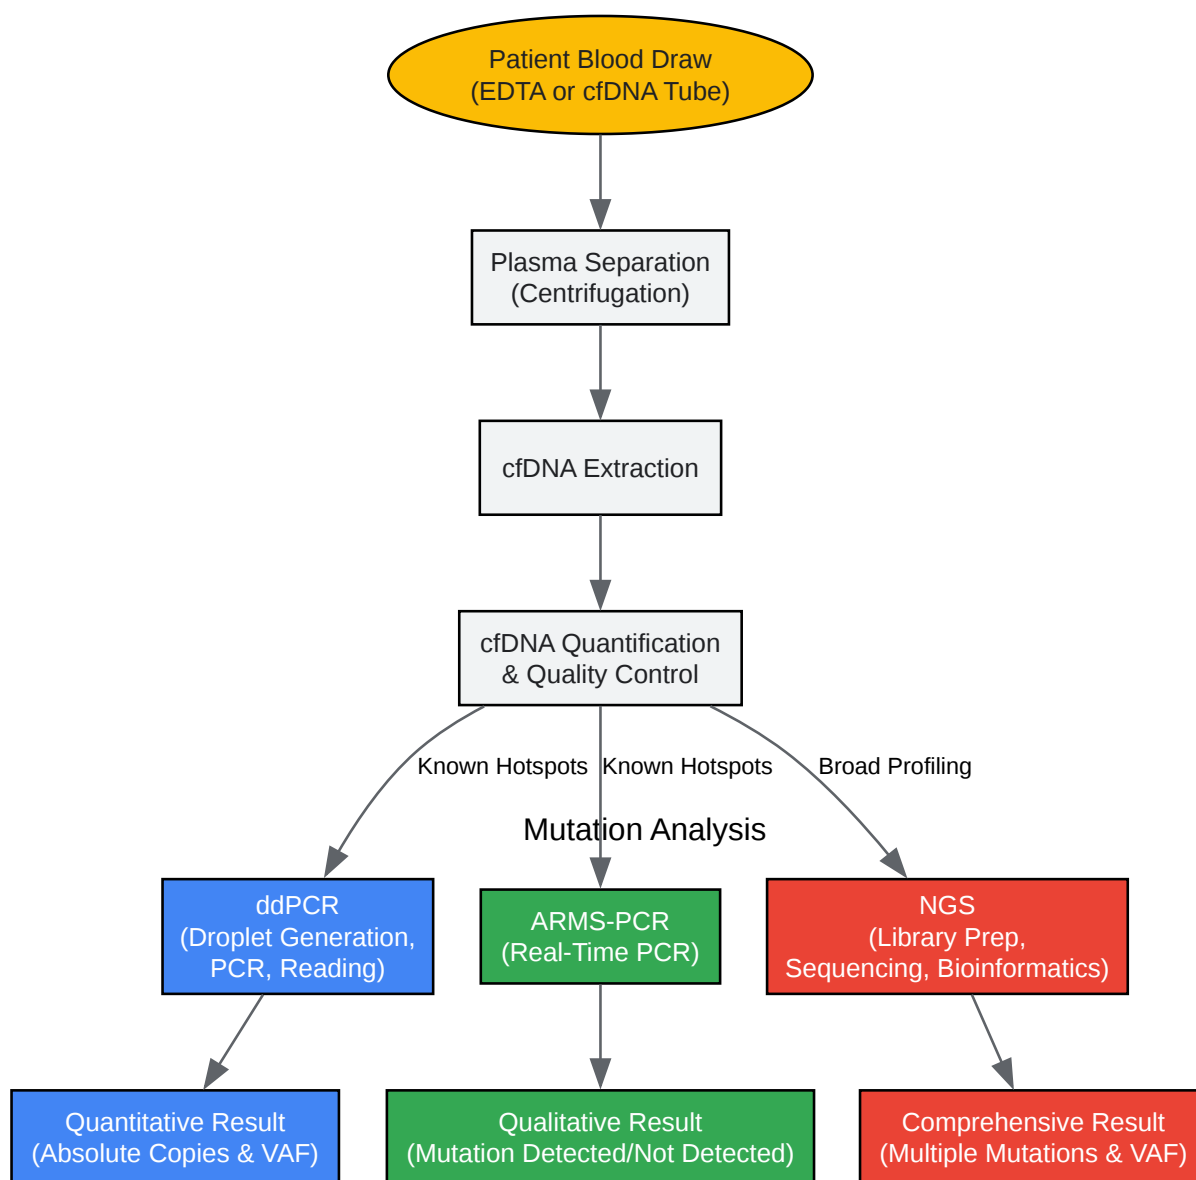 Patient Blood Draw
(EDTA or cfDNA Tube)
Plasma Separation
(Centrifugation)
cfDNA Extraction
cfDNA Quantification
& Quality Control
Known Hotspots
Known Hotspots
Broad Profiling
Mutation Analysis
ddPCR
(Droplet Generation,
PCR, Reading)
ARMS-PCR
(Real-Time PCR)
NGS
(Library Prep,
Sequencing, Bioinformatics)
Quantitative Result
(Absolute Copies & VAF)
Qualitative Result
(Mutation Detected/Not Detected)
Comprehensive Result
(Multiple Mutations & VAF)